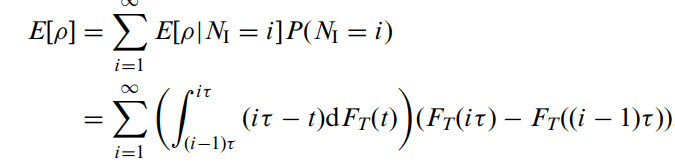 E[ρ] = ∞∑i=1 E[ρ|N_I = i]P(N_I = i)
= ∞∑i=1 (∫_{(i−1)τ}^{iτ} (iτ − t)dF_T(t))(F_T(iτ) − F_T((i − 1)τ))